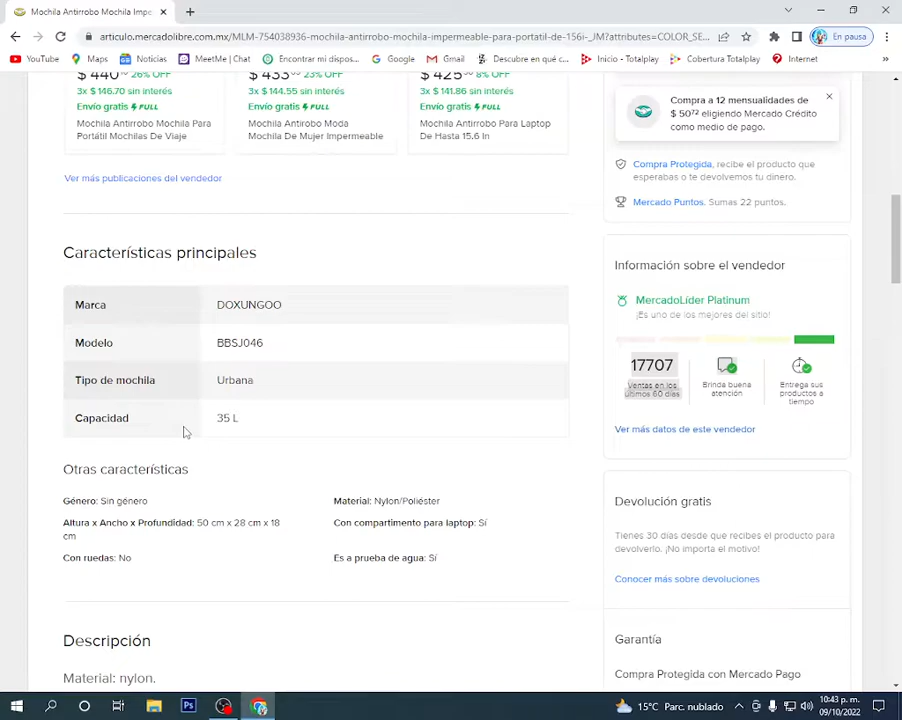 Mochila Antirrobo Mochila Impe
articulo.mercadolibre.com.mx/MLM-754038936-mochila-antirrobo-mochila-impermeable-para-portatil-de-156i-_JM?attributes=COLOR_SE...
En pausa
YouTube
Maps
Noticias
MeetMe | Chat
Encontrar mi dispos...
Google
Gmail
Descubre en qué c...
Inicio - Totalplay
Cobertura Totalplay
Internet
»
$ 440 26% OFF
$ 433 23% OFF
$ 425 8% OFF
3x $ 146.70 sin interés
3x $ 144.55 sin interés
3x $ 141.86 sin interés
Envío gratis FULL
Envío gratis FULL
Envío gratis FULL
Mochila Antirrobo Mochila Para
Portátil Mochilas De Viaje
Mochila Antirrobo Moda
Mochila De Mujer Impermeable
Mochila Antirrobo Para Laptop
De Hasta 15.6 In
Ver más publicaciones del vendedor
Compra a 12 mensualidades de
$ 50⁷² eligiendo Mercado Crédito
como medio de pago.
Compra Protegida, recibe el producto que
esperabas o te devolvemos tu dinero.
Mercado Puntos. Sumas 22 puntos.
Características principales
Marca DOXUNGOO
Modelo BBSJ046
Tipo de mochila Urbana
Capacidad 35 L
Información sobre el vendedor
MercadoLíder Platinum
¡Es uno de los mejores del sitio!
17707
Ventas en los
últimos 60 días
Brinda buena
atención
Entrega sus
productos a
tiempo
Ver más datos de este vendedor
Otras características
Género: Sin género
Material: Nylon/Poliéster
Altura x Ancho x Profundidad: 50 cm x 28 cm x 18
cm
Con compartimento para laptop: Sí
Con ruedas: No
Es a prueba de agua: Sí
Devolución gratis
Tienes 30 días desde que recibes el producto para
devolverlo. ¡No importa el motivo!
Conocer más sobre devoluciones
Descripción
Material: nylon.
Garantía
Compra Protegida con Mercado Pago
Ps
15°C Parc. nublado
10:43 p. m.
09/10/2022